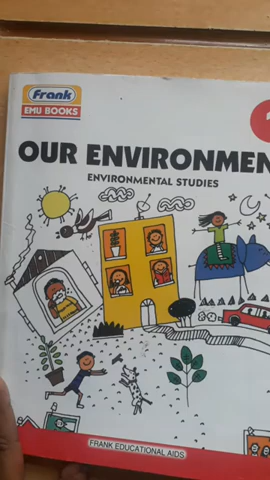 Frank
EMU BOOKS
OUR ENVIRONMEN
ENVIRONMENTAL STUDIES
FRANK EDUCATIONAL AIDS